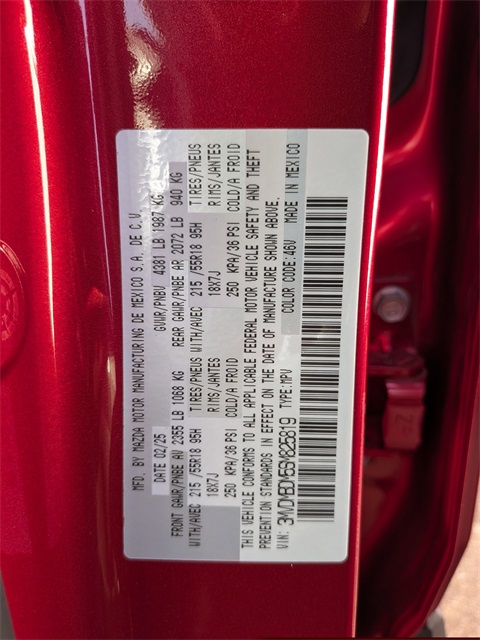 MFD. BY MAZDA MOTOR MANUFACTURING DE MEXICO S.A. DE C.V.
DATE 02/25 GVWR/PNBV 4381 LB 1987 KG
FRONT GAWR/PNBE AV 2355 LB 1068 KG REAR GAWR/PNBE AR 2072 LB 940 KG
WITH/AVEC 215 /55R18 95H TIRES/PNEUS WITH/AVEC 215 /55R18 95H TIRES/PNEUS
18X7J RIMS/JANTES 18X7J RIMS/JANTES
250 KPA/36 PSI COLD/A FROID 250 KPA/36 PSI COLD/A FROID
THIS VEHICLE CONFORMS TO ALL APPLICABLE FEDERAL MOTOR VEHICLE SAFETY AND THEFT
PREVENTION STANDARDS IN EFFECT ON THE DATE OF MANUFACTURE SHOWN ABOVE.
VIN: TYPE:MPV COLOR CODE:46V MADE IN MEXICO